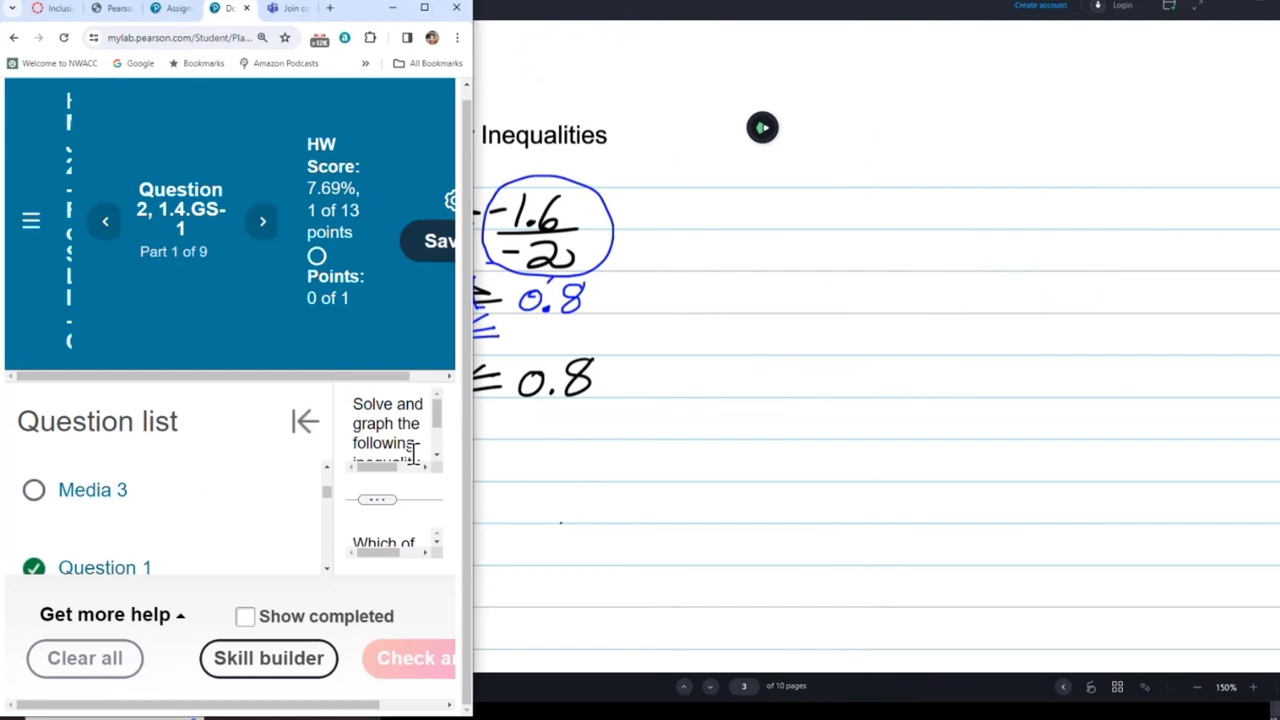 Inclusi
Pearso
Assign
Do
Join co
mylab.pearson.com/Student/Pla...
>12K
Welcome to NWACC
Google
Bookmarks
Amazon Podcasts
All Bookmarks
Create account
Login
Question
2, 1.4.GS-
1
Part 1 of 9
HW
Score:
7.69%,
1 of 13
points
Points:
0 of 1
Sav
Question list
Media 3
Question 1
Solve and
graph the
following
inequality
Which of
Get more help
Show completed
Clear all
Skill builder
Check a
Inequalities
-1.6
-2
≥ 0.8
≤
≤ 0.8
3
of 10 pages
150%